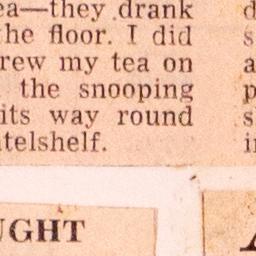 ea—they drank
the floor. I did
rew my tea on
the snooping
its way round
telshelf.
UGHT